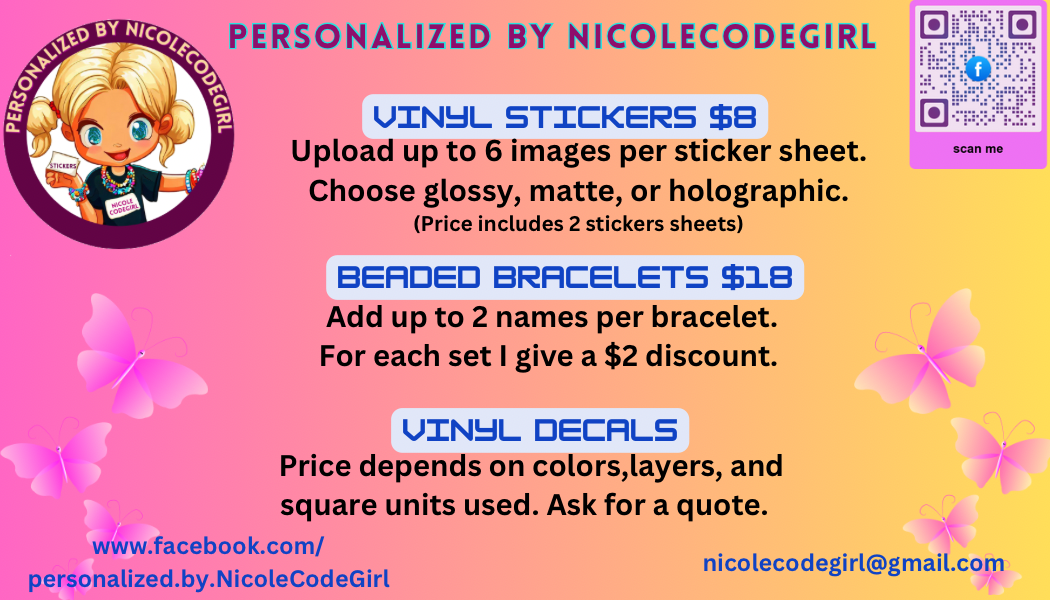 PERSONALIZED BY NICOLECODEGIRL
PERSONALIZED BY NICOLECODEGIRL
STICKERS
NICOLE
CODEGIRL
scan me
VINYL STICKERS $8
Upload up to 6 images per sticker sheet.
Choose glossy, matte, or holographic.
(Price includes 2 stickers sheets)
BEADED BRACELETS $18
Add up to 2 names per bracelet.
For each set I give a $2 discount.
VINYL DECALS
Price depends on colors,layers, and
square units used. Ask for a quote.
www.facebook.com/
personalized.by.NicoleCodeGirl
nicolecodegirl@gmail.com